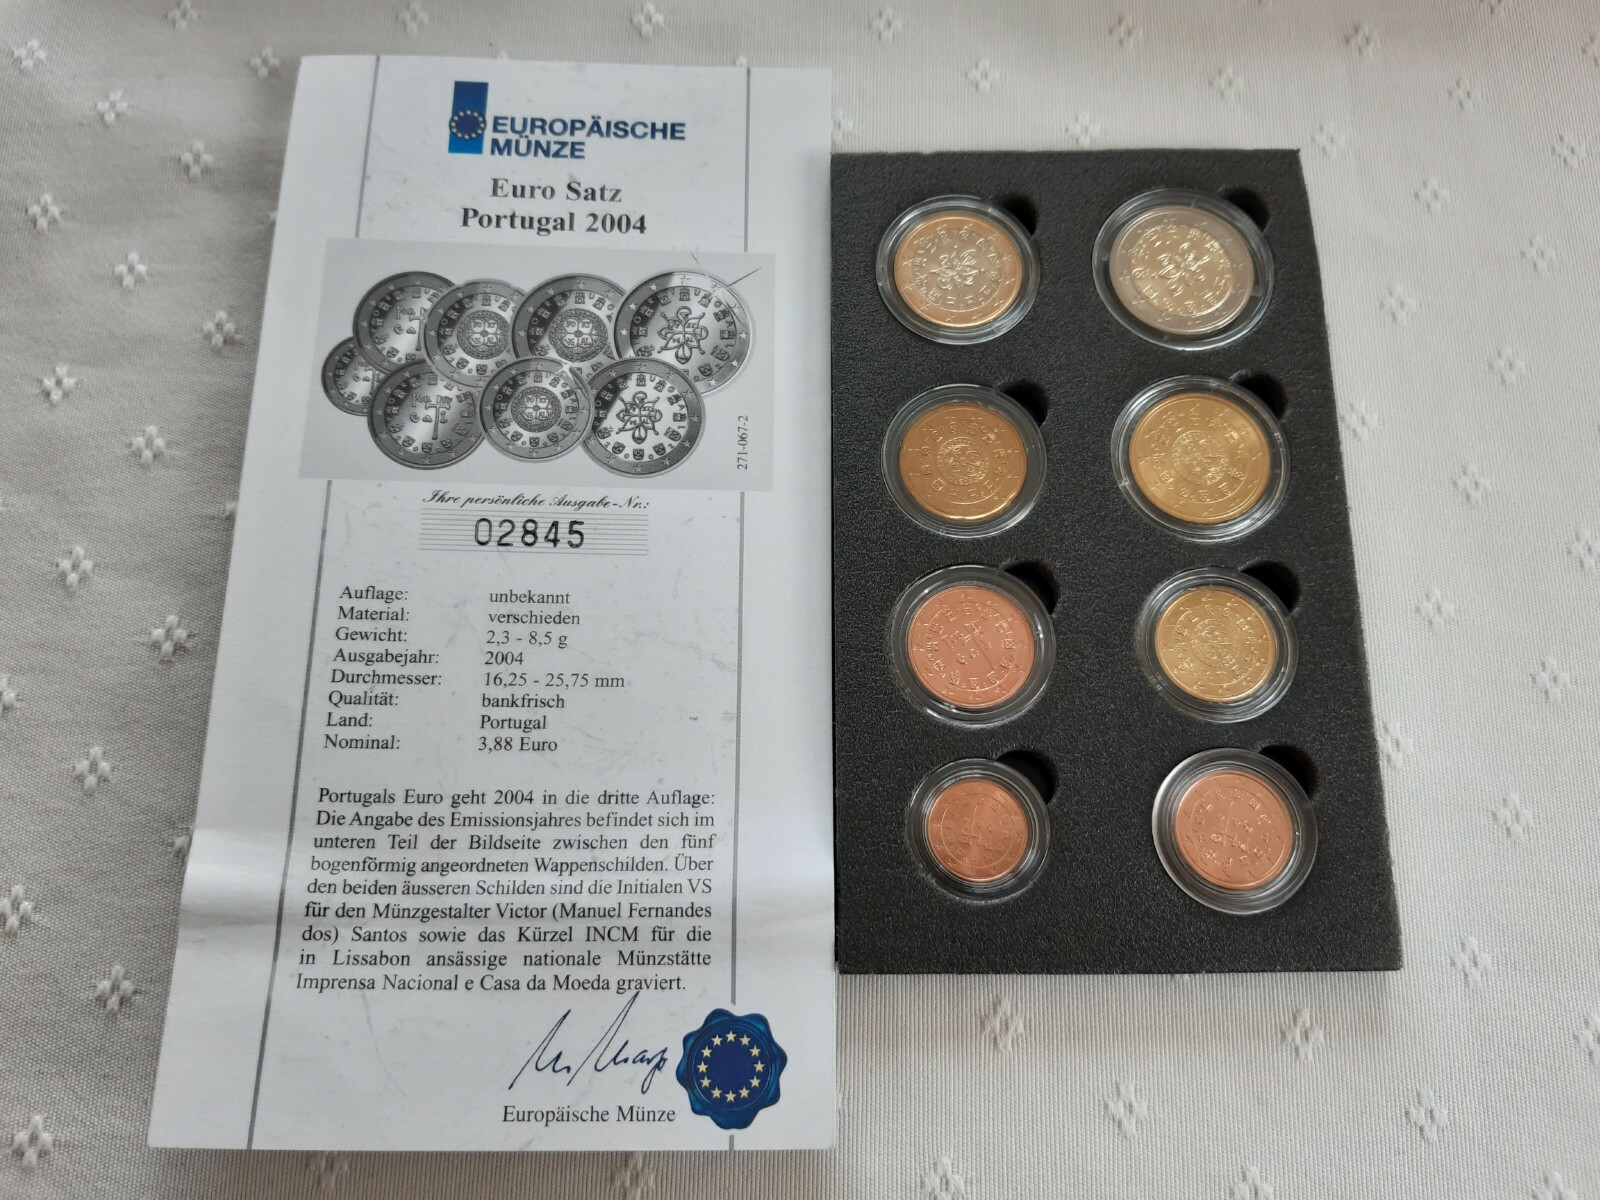 EUROPÄISCHE
MÜNZE
Euro Satz
Portugal 2004
271-067-2
Ihre persönliche Ausgabe-Nr.:
02845
Auflage: unbekannt
Material: verschieden
Gewicht: 2,3 - 8,5 g
Ausgabejahr: 2004
Durchmesser: 16,25 - 25,75 mm
Qualität: bankfrisch
Land: Portugal
Nominal: 3,88 Euro
Portugals Euro geht 2004 in die dritte Auflage:
Die Angabe des Emissionsjahres befindet sich im
unteren Teil der Bildseite zwischen den fünf
bogenförmig angeordneten Wappenschilden. Über
den beiden äusseren Schilden sind die Initialen VS
für den Münzgestalter Victor (Manuel Fernandes
dos) Santos sowie das Kürzel INCM für die
in Lissabon ansässige nationale Münzstätte
Imprensa Nacional e Casa da Moeda graviert.
Europäische Münze